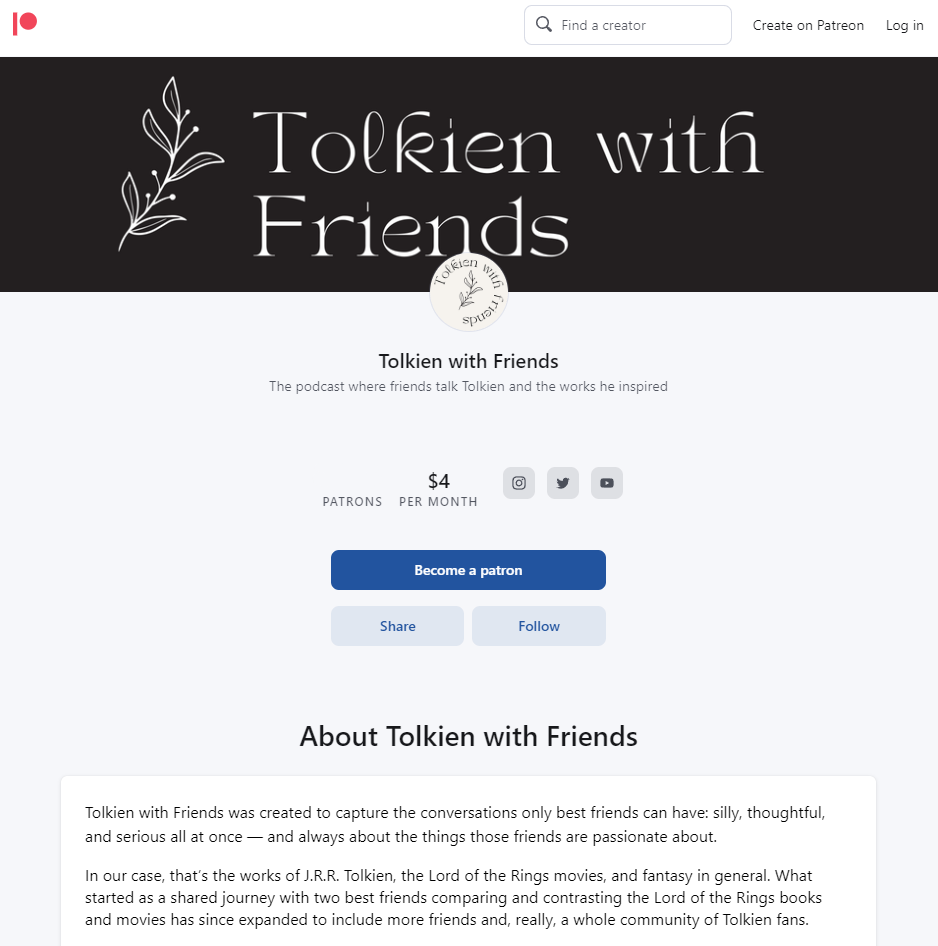 Find a creator
Create on Patreon
Log in
Tolkien with
Friends
Tolkien with Friends
Tolkien with Friends
The podcast where friends talk Tolkien and the works he inspired
PATRONS
$4
PER MONTH
Become a patron
Share
Follow
About Tolkien with Friends
Tolkien with Friends was created to capture the conversations only best friends can have: silly, thoughtful,
and serious all at once — and always about the things those friends are passionate about.
In our case, that’s the works of J.R.R. Tolkien, the Lord of the Rings movies, and fantasy in general. What
started as a shared journey with two best friends comparing and contrasting the Lord of the Rings books
and movies has since expanded to include more friends and, really, a whole community of Tolkien fans.